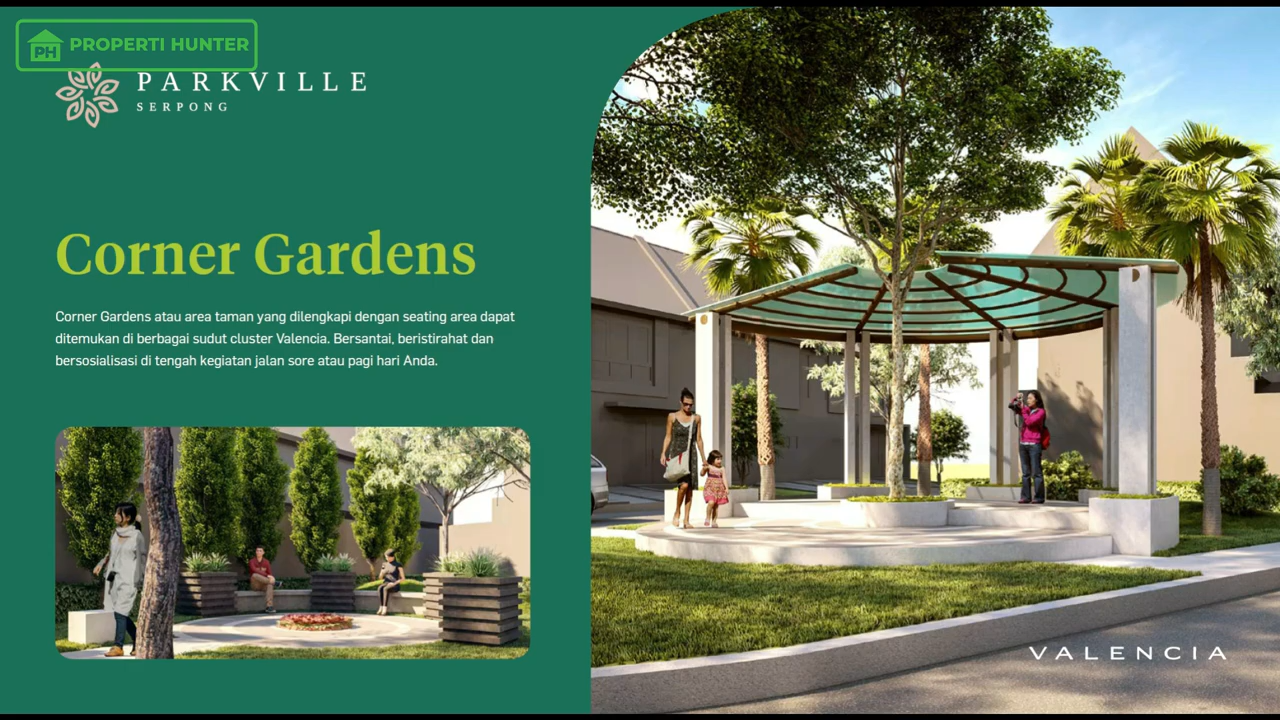 PH PROPERTI HUNTER
PARKVILLE
SERPONG
Corner Gardens
Corner Gardens atau area taman yang dilengkapi dengan seating area dapat
ditemukan di berbagai sudut cluster Valencia. Bersantai, beristirahat dan
bersosialisasi di tengah kegiatan jalan sore atau pagi hari Anda.
VALENCIA